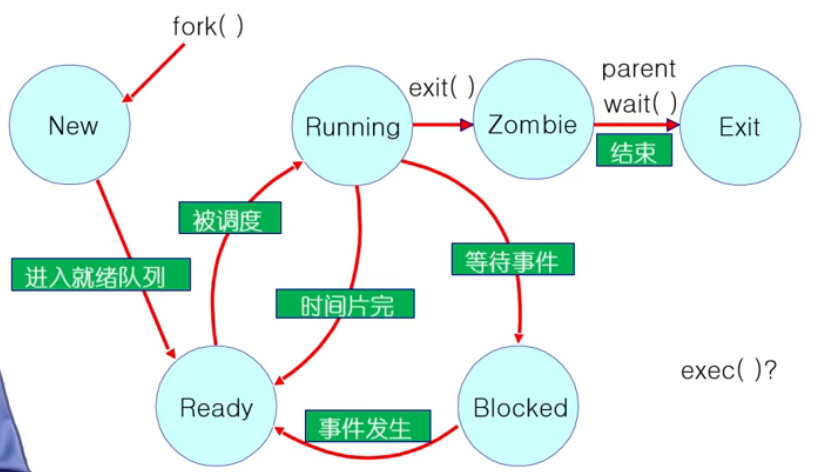 fork( )
New
Running
exit( )
Zombie
parent
wait( )
Exit
结束
被调度
等待事件
进入就绪队列
时间片完
exec( )?
Ready
Blocked
事件发生